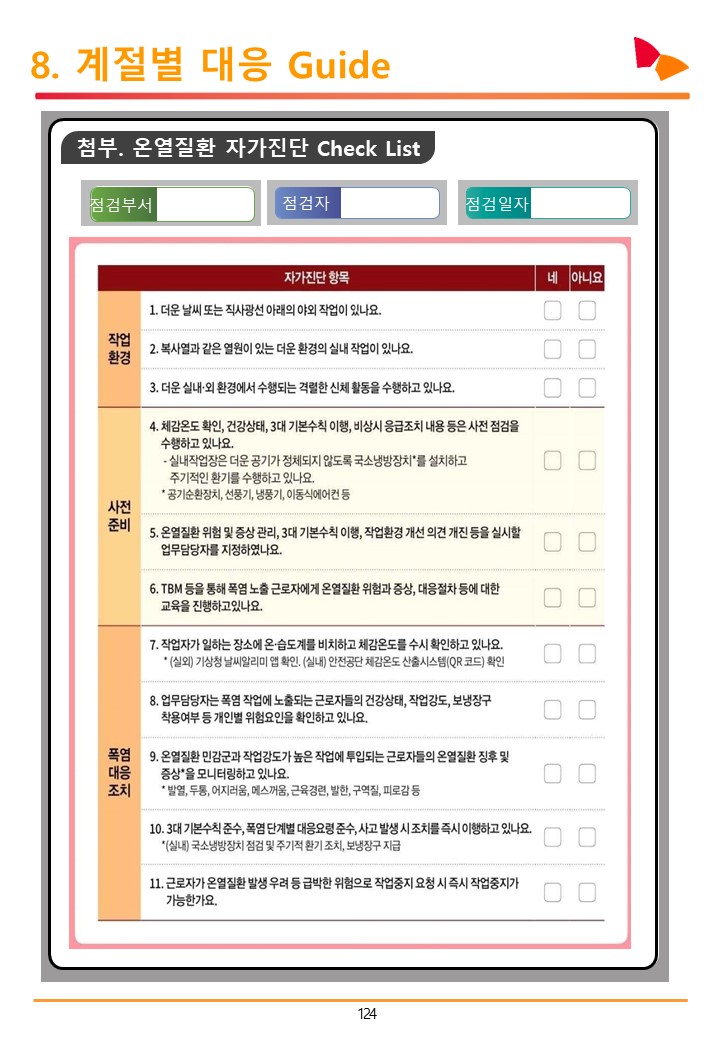 8. 계절별 대응 Guide
첨부. 온열질환 자가진단 Check List
점검부서
점검자
점검일자
자가진단 항목 네 아니요
작업
환경
1. 더운 날씨 또는 직사광선 아래의 야외 작업이 있나요.
2. 복사열과 같은 열원이 있는 더운 환경의 실내 작업이 있나요.
3. 더운 실내·외 환경에서 수행되는 격렬한 신체 활동을 수행하고 있나요.
사전
준비
4. 체감온도 확인, 건강상태, 3대 기본수칙 이행, 비상시 응급조치 내용 등은 사전 점검을
수행하고 있나요.
- 실내작업장은 더운 공기가 정체되지 않도록 국소냉방장치*를 설치하고
주기적인 환기를 수행하고 있나요.
* 공기순환장치, 선풍기, 냉풍기, 이동식에어컨 등
5. 온열질환 위험 및 증상 관리, 3대 기본수칙 이행, 작업환경 개선 의견 개진 등을 실시할
업무담당자를 지정하였나요.
6. TBM 등을 통해 폭염 노출 근로자에게 온열질환 위험과 증상, 대응절차 등에 대한
교육을 진행하고있나요.
폭염
대응
조치
7. 작업자가 일하는 장소에 온·습도계를 비치하고 체감온도를 수시 확인하고 있나요.
* (실외) 기상청 날씨알리미 앱 확인. (실내) 안전공단 체감온도 산출시스템(QR 코드) 확인
8. 업무담당자는 폭염 작업에 노출되는 근로자들의 건강상태, 작업강도, 보냉장구
착용여부 등 개인별 위험요인을 확인하고 있나요.
9. 온열질환 민감군과 작업강도가 높은 작업에 투입되는 근로자들의 온열질환 징후 및
증상*을 모니터링하고 있나요.
* 발열, 두통, 어지러움, 메스꺼움, 근육경련, 발한, 구역질, 피로감 등
10. 3대 기본수칙 준수, 폭염 단계별 대응요령 준수, 사고 발생 시 조치를 즉시 이행하고 있나요.
*(실내) 국소냉방장치 점검 및 주기적 환기 조치, 보냉장구 지급
11. 근로자가 온열질환 발생 우려 등 급박한 위험으로 작업중지 요청 시 즉시 작업중지가
가능한가요.
124